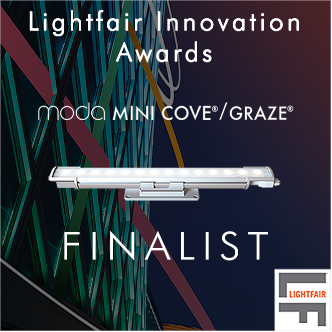 Lightfair Innovation
Awards
moda MINI COVE®/GRAZE®
FINALIST
LIGHTFAIR